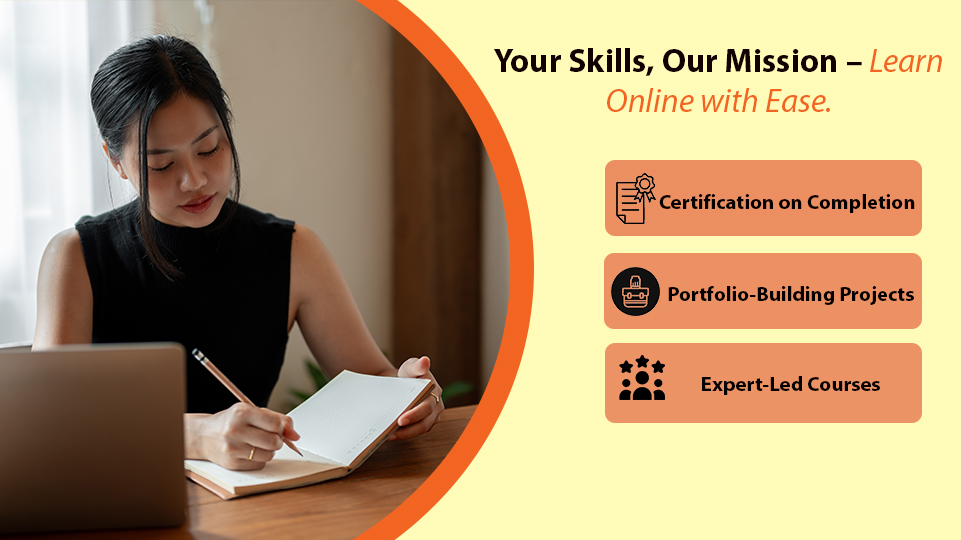 Your Skills, Our Mission – Learn
Online with Ease.
Certification on Completion
Portfolio-Building Projects
Expert-Led Courses